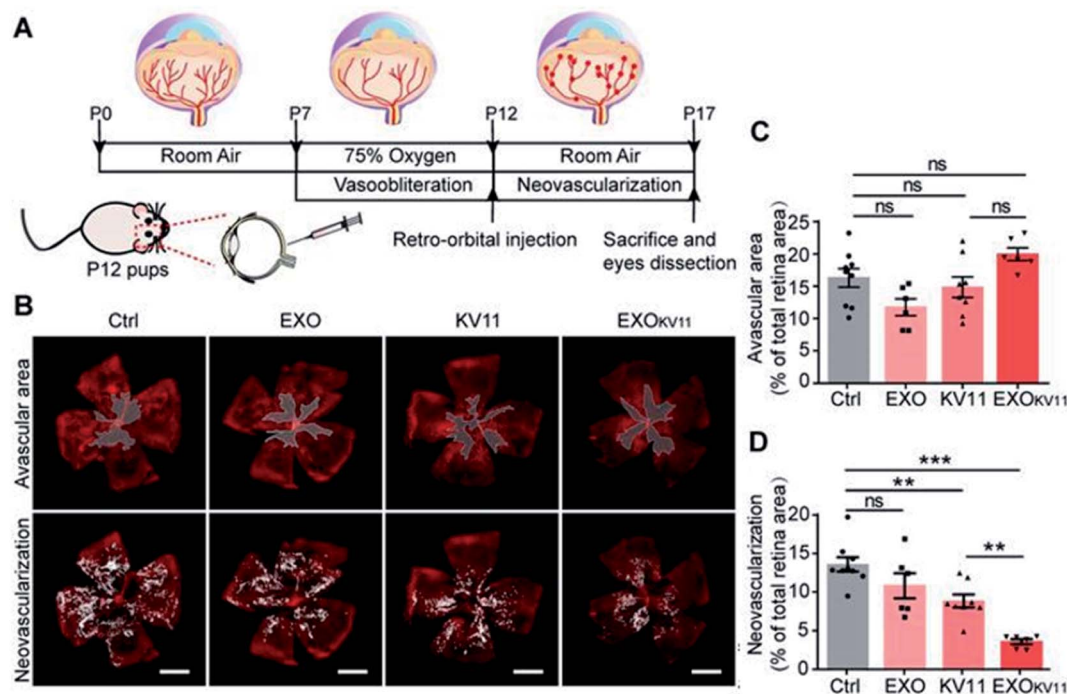 A
P0
P7
P12
P17
Room Air
75% Oxygen
Room Air
Vasoobliteration
Neovascularization
P12 pups
Retro-orbital injection
Sacrifice and
eyes dissection
B
Ctrl
EXO
KV11
EXOKV11
Avascular area
Neovascularization
C
ns
ns
ns
ns
Avascular area
(% of total retina area)
25
20
15
10
5
0
Ctrl
EXO
KV11
EXOKV11
D
***
**
ns
**
Neovascularization
(% of total retina area)
20
15
10
5
0
Ctrl
EXO
KV11
EXOKV11